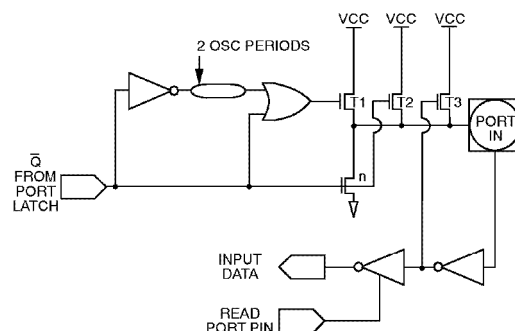 VCC VCC VCC
2 OSC PERIODS
T1 T2 T3
PORT
IN
Q̅
FROM
PORT
LATCH
n
INPUT
DATA
READ
PORT PIN